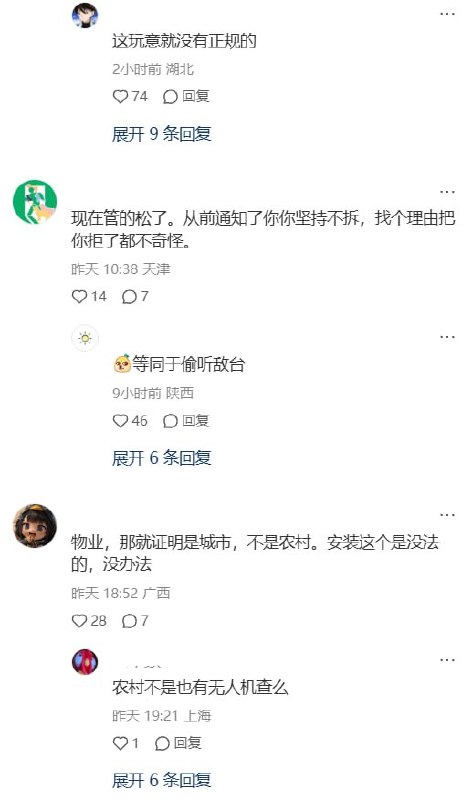 这玩意就没有正规的
2小时前 湖北
74 回复
展开 9 条回复
现在管的松了。从前通知了你你坚持不拆，找个理由把
你拒了都不奇怪。
昨天 10:38 天津
14 7
等同于偷听敌台
9小时前 陕西
46 回复
展开 6 条回复
物业，那就证明是城市，不是农村。安装这个是没法
的，没办法
昨天 18:52 广西
28 7
农村不是也有无人机查么
昨天 19:21 上海
1 回复
展开 6 条回复